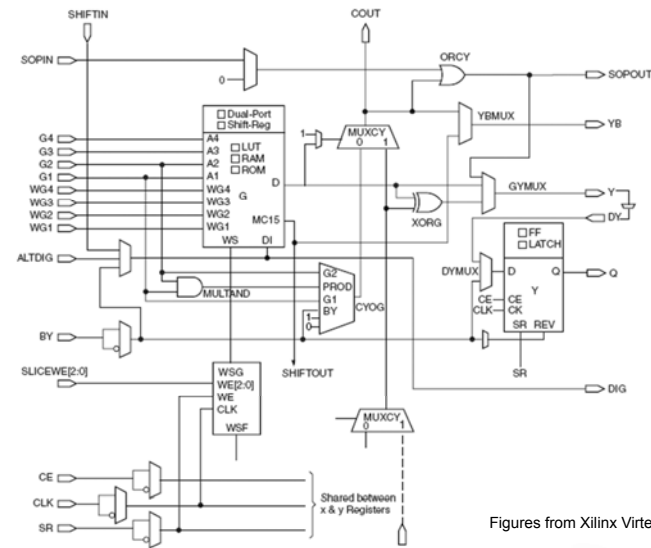 SHIFTIN
COUT
SOPIN
0
ORCY
SOPOUT
Dual-Port
Shift-Reg
YBMUX
YB
G4
G3
G2
G1
WG4
WG3
WG2
WG1
A4
A3
A2
A1
WG4
WG3
WG2
WG1
LUT
RAM
ROM
G
D
MC15
WS
DI
1
MUXCY
0 1
GYMUX
Y
XORG
DY
FF
LATCH
DYMUX
D
Q
Q
Y
CE
CLK
CE
CK
SR REV
SR
ALTDIG
MULTAND
G2
PROD
G1
BY
1
0
CYOG
BY
SHIFTOUT
DIG
SLICEWE[2:0]
WSG
WE[2:0]
WE
CLK
WSF
MUXCY
0 1
CE
CLK
SR
Shared between
x & y Registers
Figures from Xilinx Virte